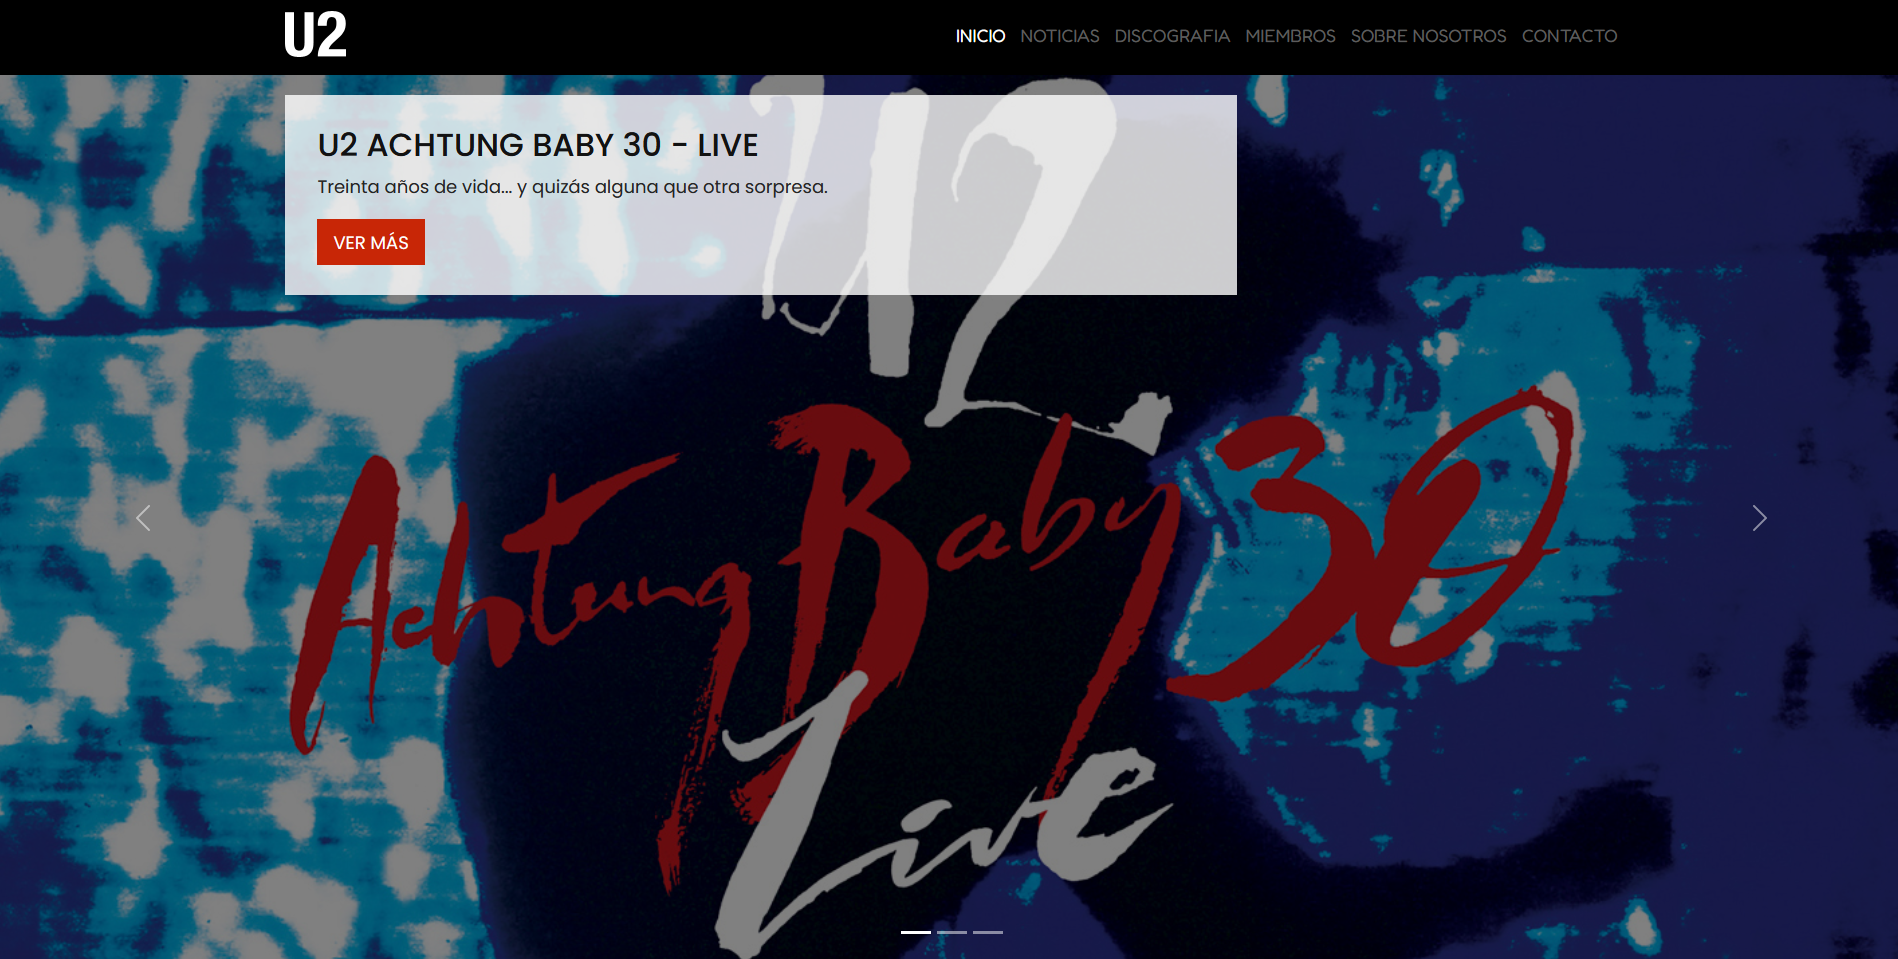 U2
INICIO NOTICIAS DISCOGRAFIA MIEMBROS SOBRE NOSOTROS CONTACTO
U2 ACHTUNG BABY 30 - LIVE
Treinta años de vida... y quizás alguna que otra sorpresa.
VER MÁS
U2
Achtung Baby 30
Live